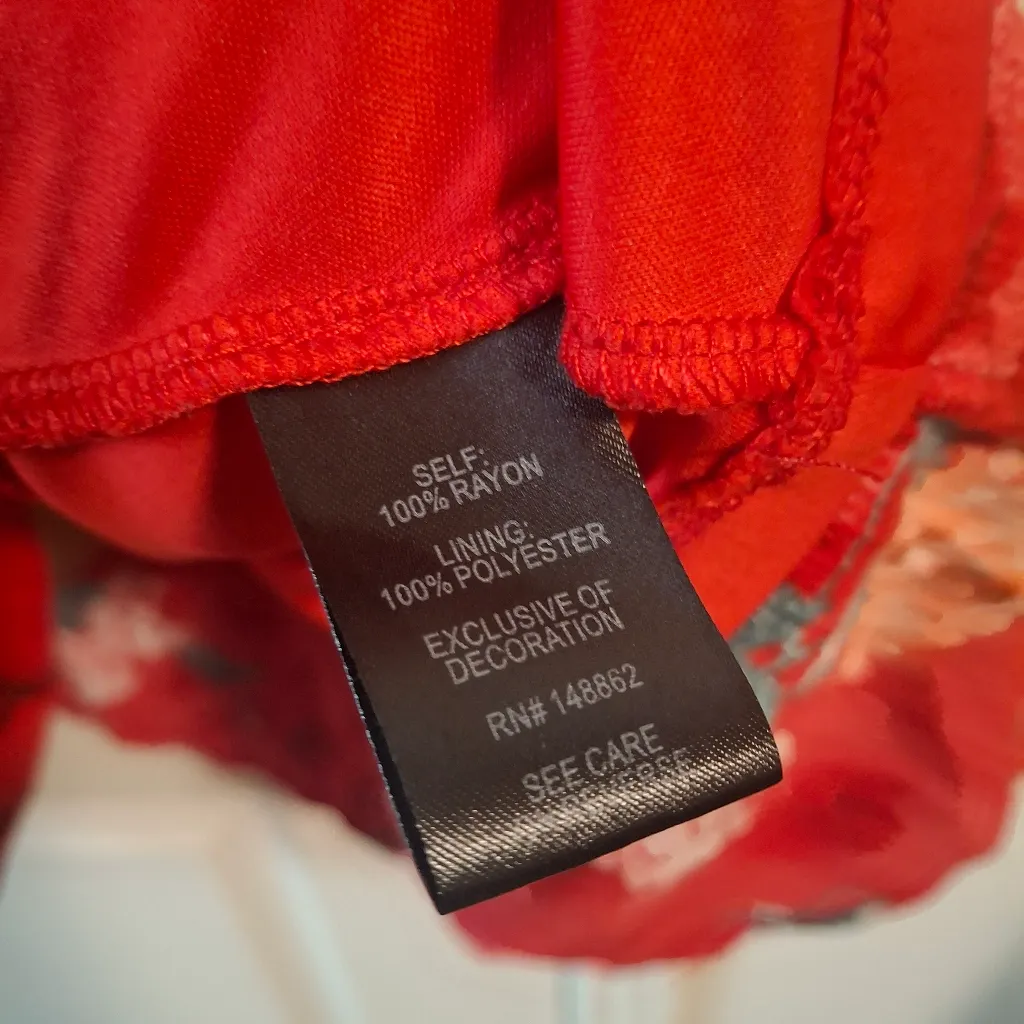 SELF:
100% RAYON
LINING:
100% POLYESTER
EXCLUSIVE OF
DECORATION
RN# 148862
SEE CARE